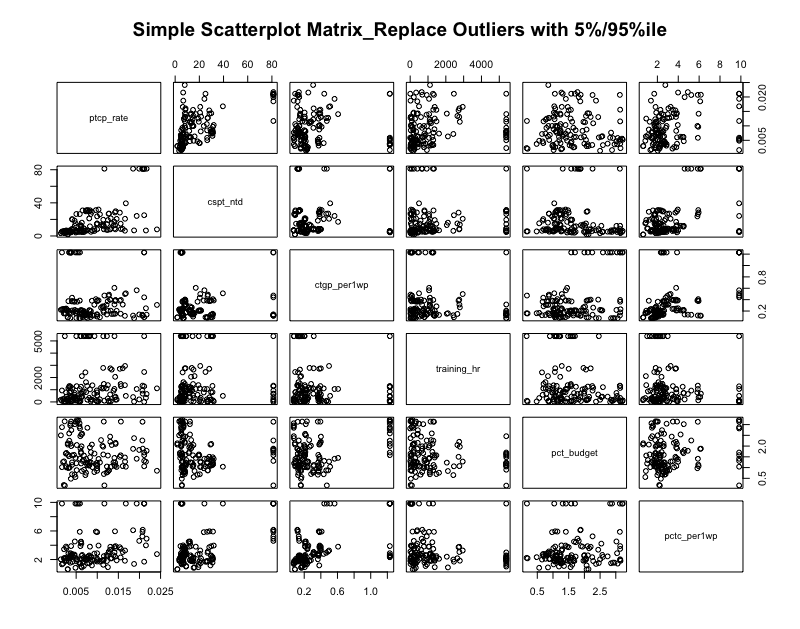 Simple Scatterplot Matrix_Replace Outliers with 5%/95%ile
0 20 40 60 80
0 2000 4000
2 4 6 8 10
ptcp_rate
0.005 0.020
0 40 80
cspt_ntd
ctgp_per1wp
0.2 0.8
0 2000 5000
training_hr
pct_budget
0.5 2.0
2 6 10
pctc_per1wp
0.005 0.015 0.025
0.2 0.6 1.0
0.5 1.5 2.5